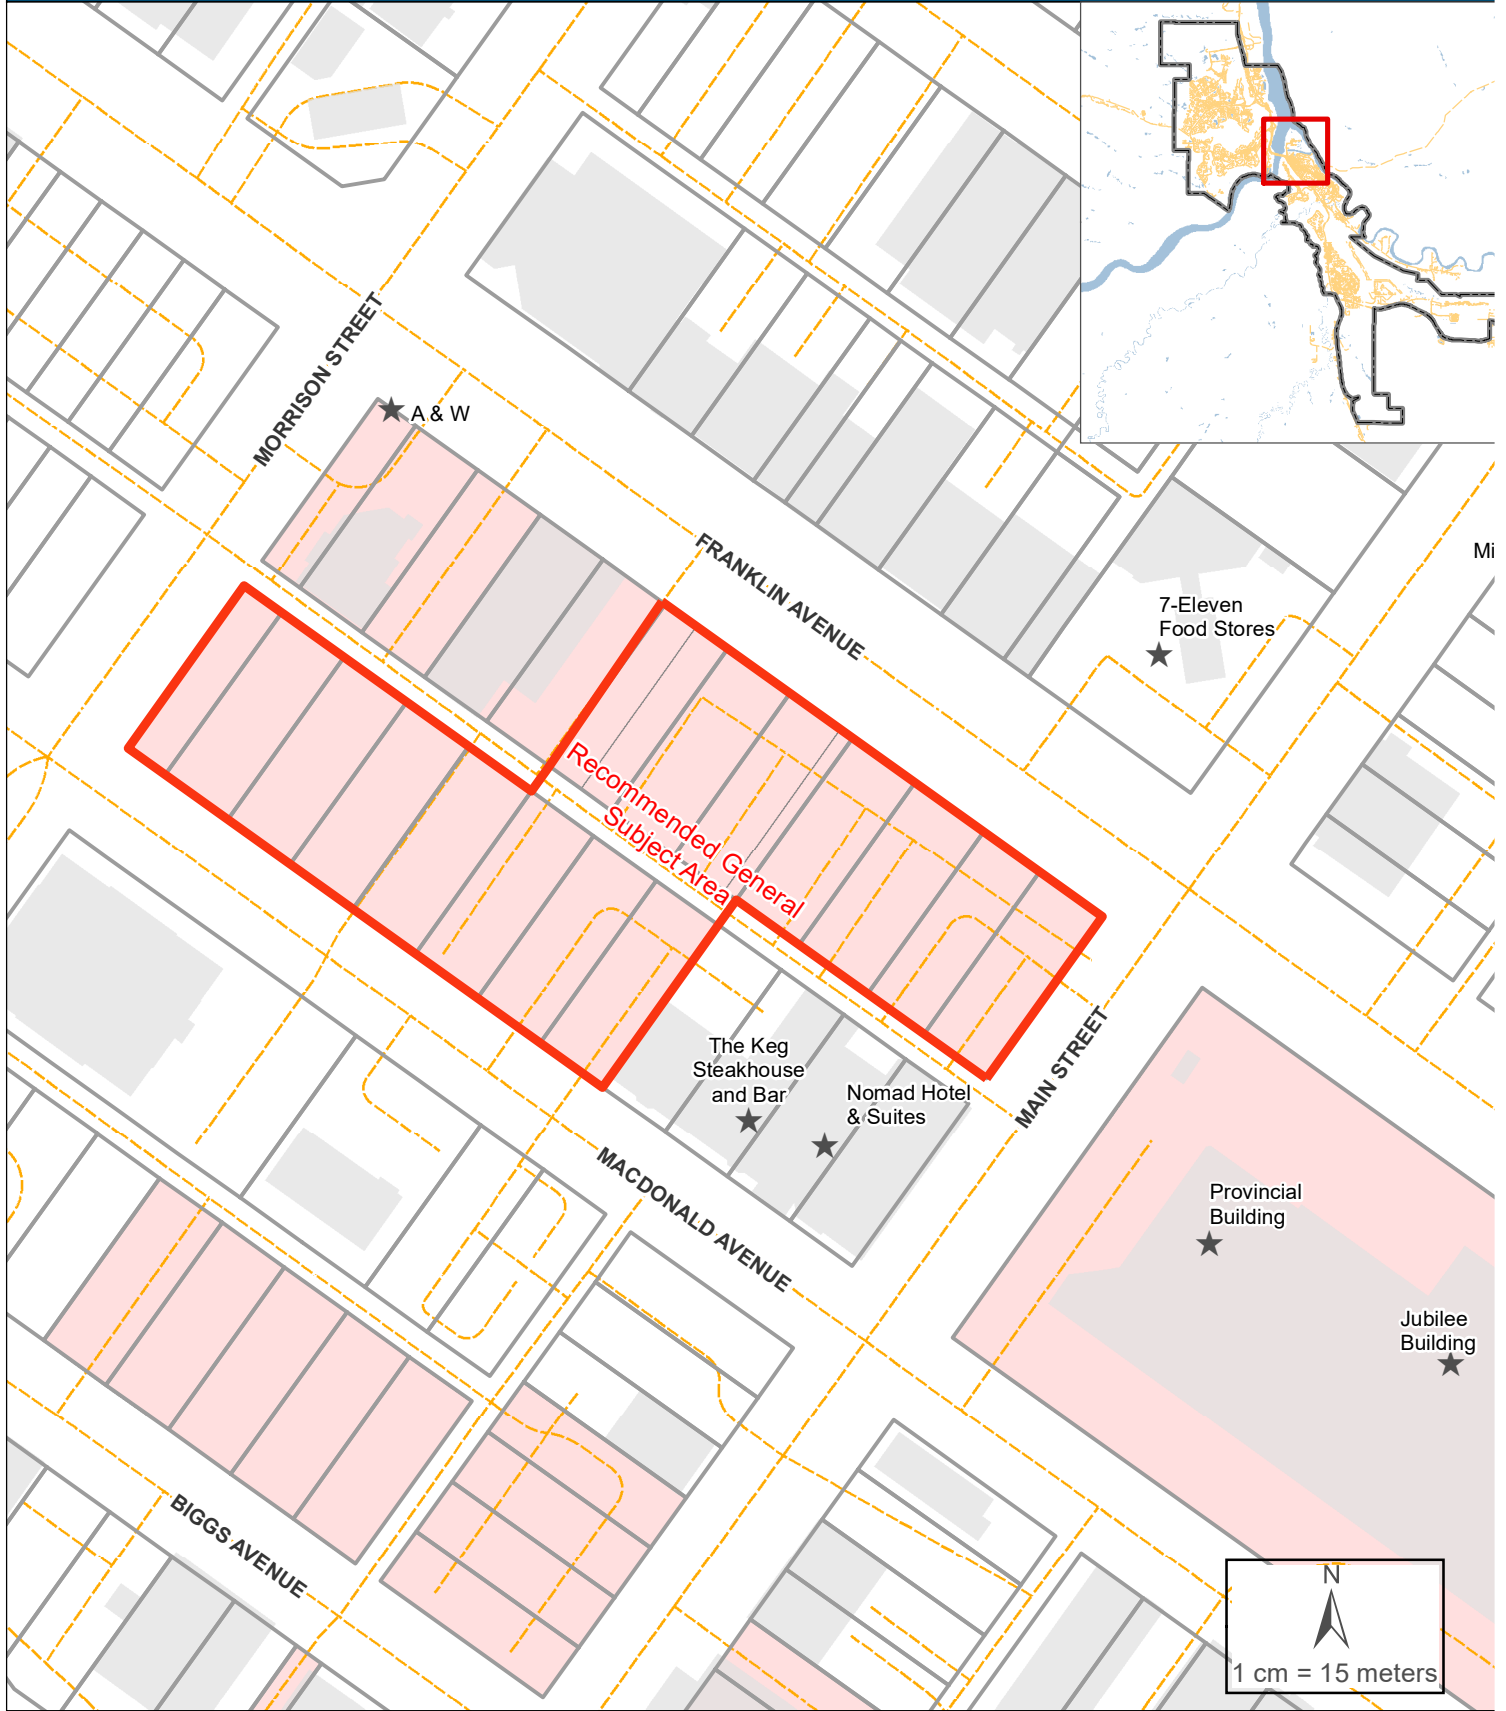 MORRISON STREET
A & W
FRANKLIN AVENUE
Mi
7-Eleven
Food Stores
Recommended General
Subject Area
The Keg
Steakhouse
and Bar
Nomad Hotel
& Suites
MAIN STREET
MACDONALD AVENUE
Provincial
Building
Jubilee
Building
BIGGS AVENUE
N
1 cm = 15 meters